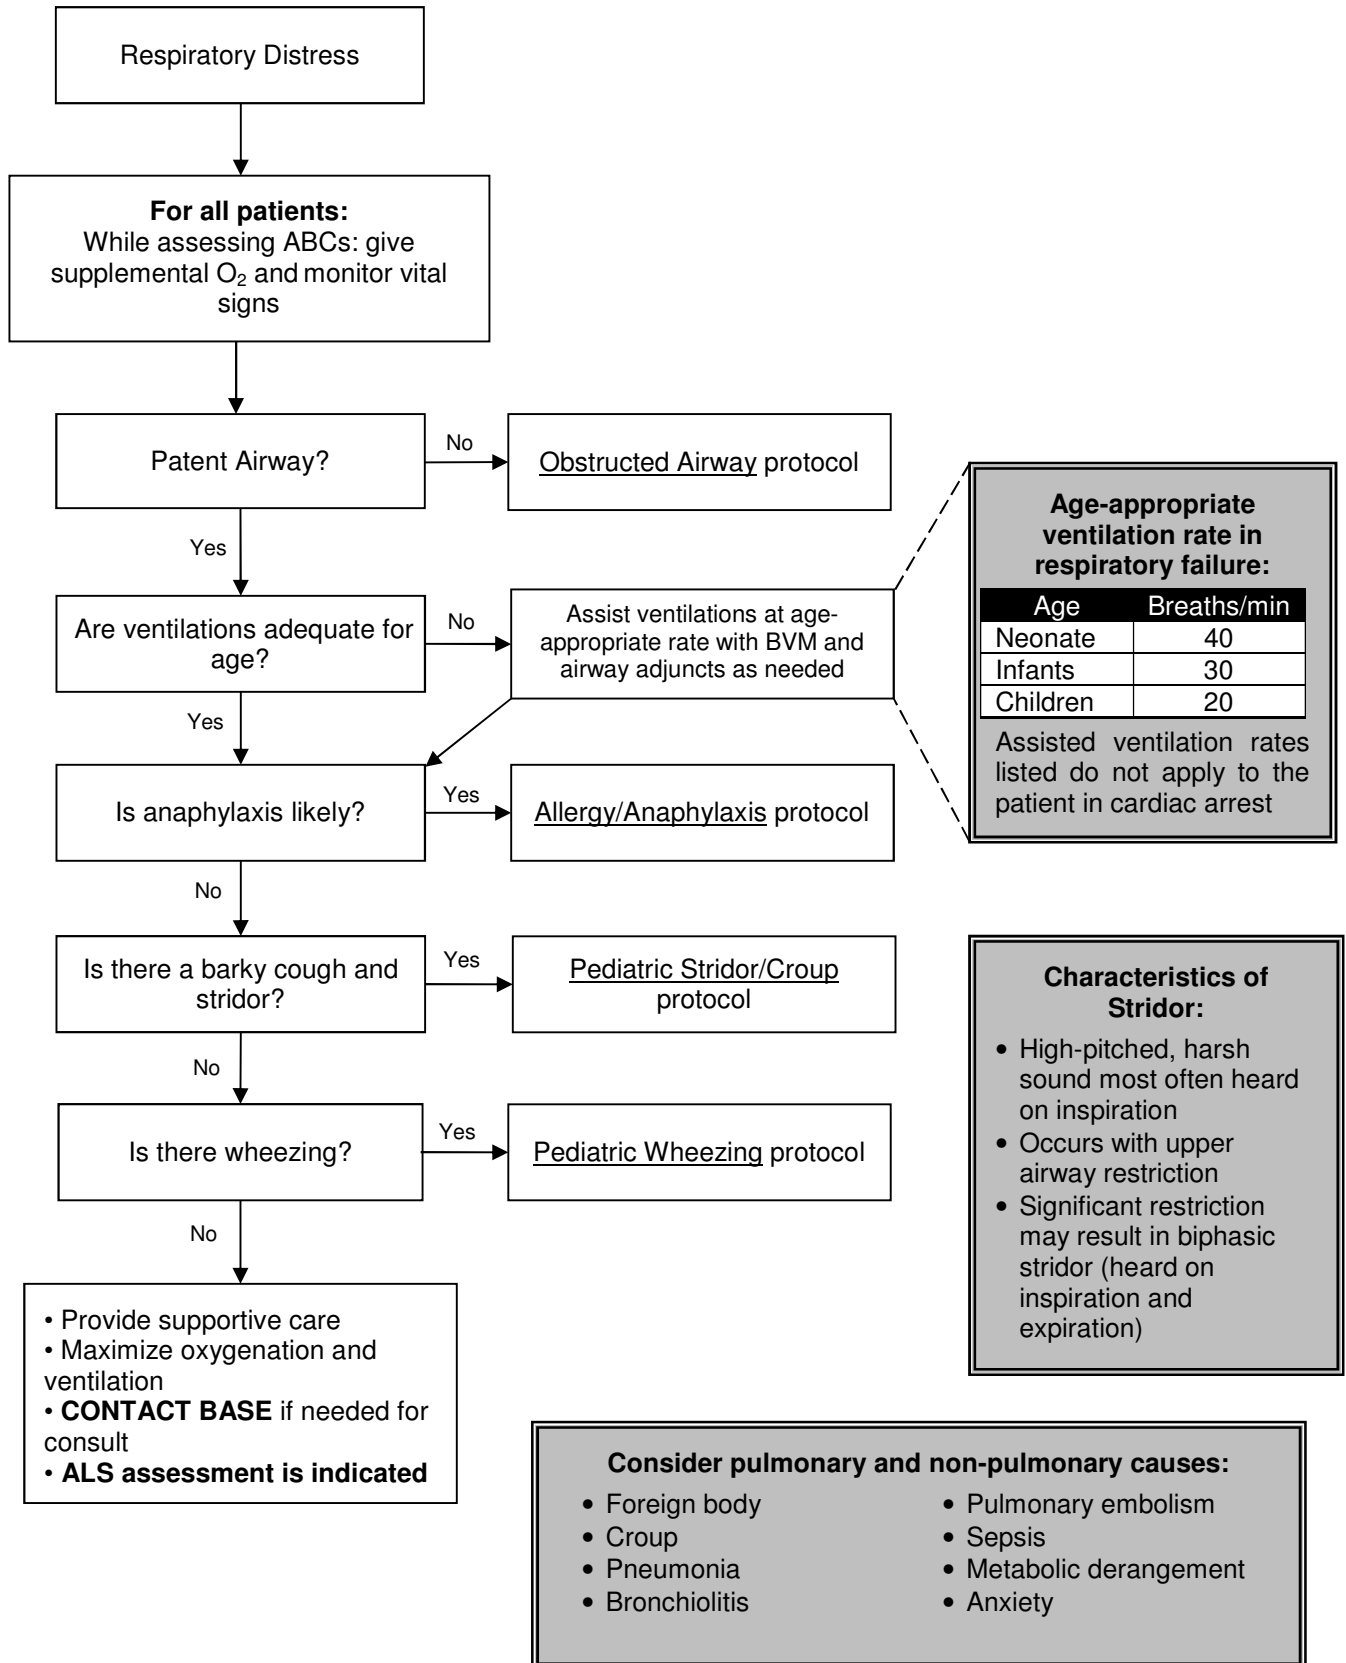 Respiratory Distress
For all patients:
While assessing ABCs: give
supplemental O₂ and monitor vital
signs
Patent Airway?
No
Obstructed Airway protocol
Yes
Are ventilations adequate for
age?
No
Assist ventilations at age-
appropriate rate with BVM and
airway adjuncts as needed
Age-appropriate
ventilation rate in
respiratory failure:
Age Breaths/min
Neonate 40
Infants 30
Children 20
Assisted ventilation rates
listed do not apply to the
patient in cardiac arrest
Yes
Is anaphylaxis likely?
Yes
Allergy/Anaphylaxis protocol
No
Is there a barky cough and
stridor?
Yes
Pediatric Stridor/Croup
protocol
Characteristics of
Stridor:
• High-pitched, harsh
sound most often heard
on inspiration
• Occurs with upper
airway restriction
• Significant restriction
may result in biphasic
stridor (heard on
inspiration and
expiration)
No
Is there wheezing?
Yes
Pediatric Wheezing protocol
No
• Provide supportive care
• Maximize oxygenation and
ventilation
• CONTACT BASE if needed for
consult
• ALS assessment is indicated
Consider pulmonary and non-pulmonary causes:
• Foreign body
• Croup
• Pneumonia
• Bronchiolitis
• Pulmonary embolism
• Sepsis
• Metabolic derangement
• Anxiety